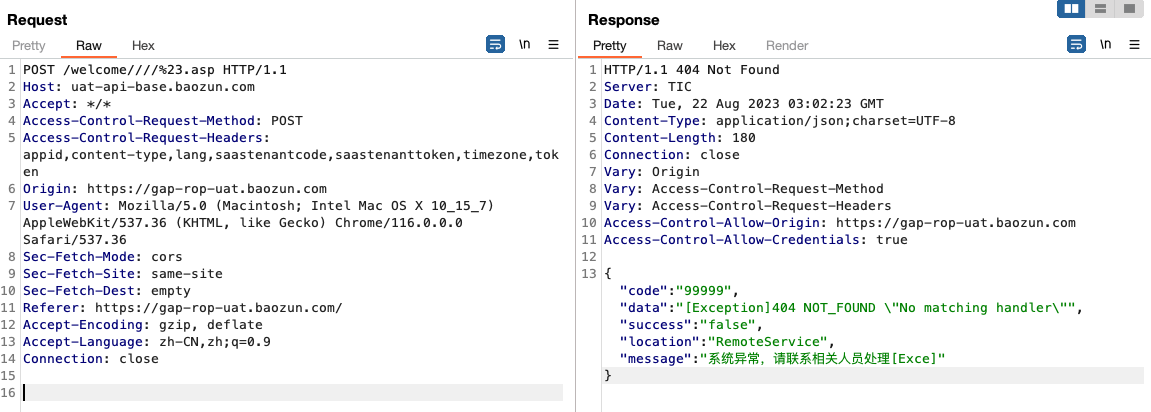 Request
Pretty Raw Hex
\n
1 POST /welcome////%23.asp HTTP/1.1
2 Host: uat-api-base.baozun.com
3 Accept: */*
4 Access-Control-Request-Method: POST
5 Access-Control-Request-Headers:
appid,content-type,lang,saastenantcode,saastenanttoken,timezone,tok
en
6 Origin: https://gap-rop-uat.baozun.com
7 User-Agent: Mozilla/5.0 (Macintosh; Intel Mac OS X 10_15_7)
AppleWebKit/537.36 (KHTML, like Gecko) Chrome/116.0.0.0
Safari/537.36
8 Sec-Fetch-Mode: cors
9 Sec-Fetch-Site: same-site
10 Sec-Fetch-Dest: empty
11 Referer: https://gap-rop-uat.baozun.com/
12 Accept-Encoding: gzip, deflate
13 Accept-Language: zh-CN,zh;q=0.9
14 Connection: close
15
16
Response
Pretty Raw Hex Render
\n
1 HTTP/1.1 404 Not Found
2 Server: TIC
3 Date: Tue, 22 Aug 2023 03:02:23 GMT
4 Content-Type: application/json;charset=UTF-8
5 Content-Length: 180
6 Connection: close
7 Vary: Origin
8 Vary: Access-Control-Request-Method
9 Vary: Access-Control-Request-Headers
10 Access-Control-Allow-Origin: https://gap-rop-uat.baozun.com
11 Access-Control-Allow-Credentials: true
12
13 {
"code":"99999",
"data":"[Exception]404 NOT_FOUND \"No matching handler\"",
"success":"false",
"location":"RemoteService",
"message":"系统异常，请联系相关人员处理[Exce]"
}